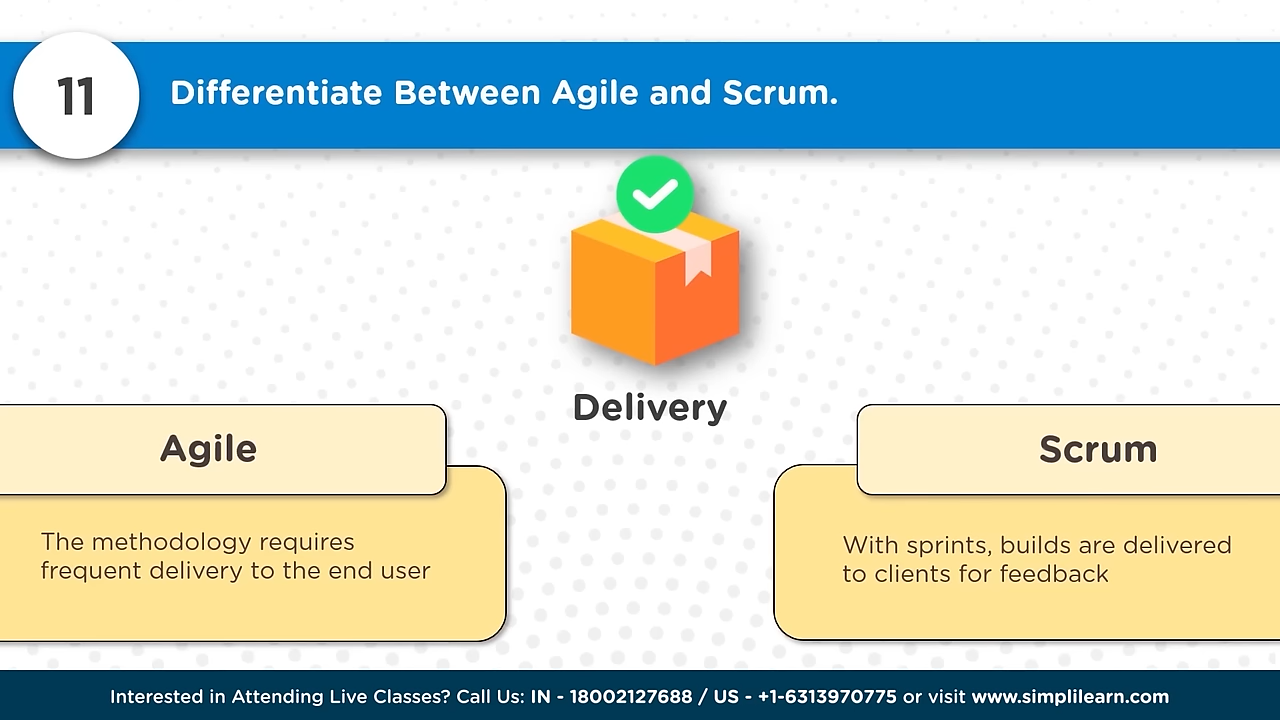 11
Differentiate Between Agile and Scrum.
Delivery
Agile
The methodology requires
frequent delivery to the end user
Scrum
With sprints, builds are delivered
to clients for feedback
Interested in Attending Live Classes? Call Us: IN - 18002127688 / US - +1-6313970775 or visit www.simplilearn.com